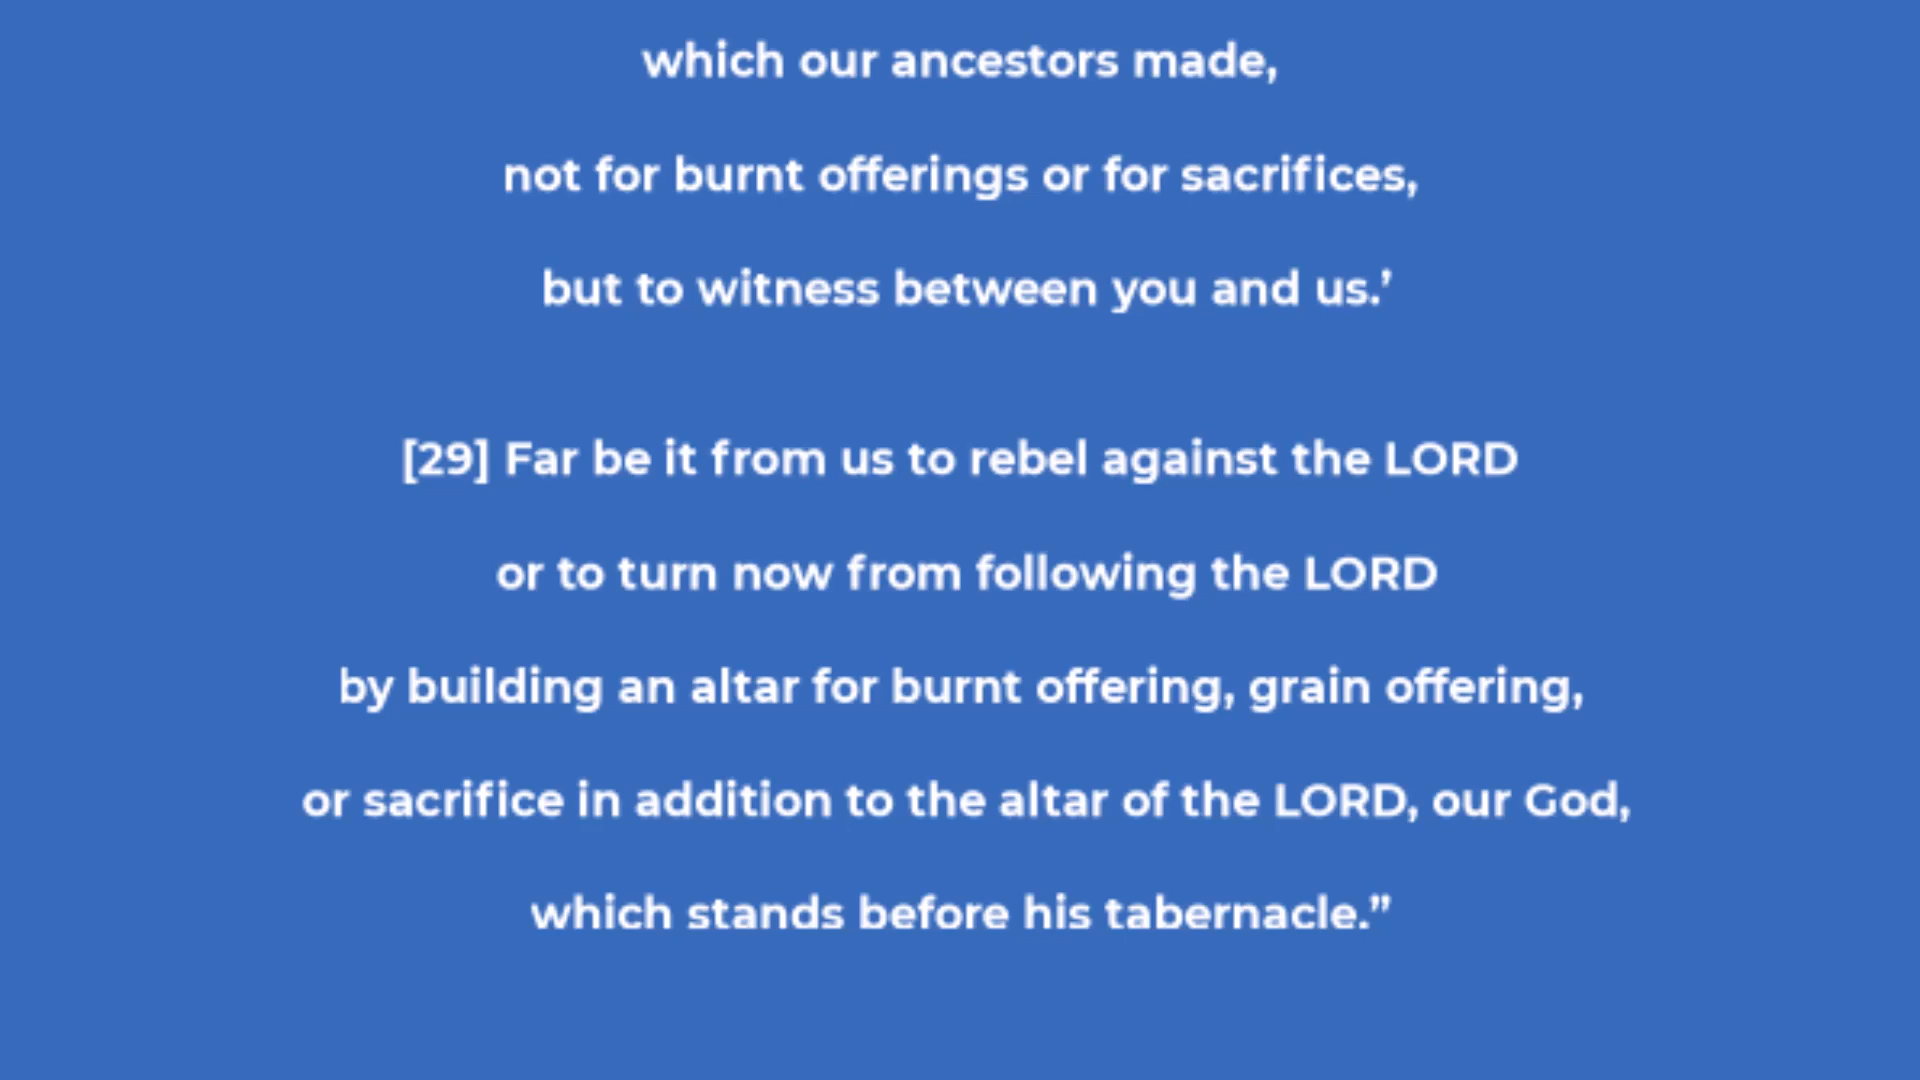 which our ancestors made,
not for burnt offerings or for sacrifices,
but to witness between you and us.’
[29] Far be it from us to rebel against the LORD
or to turn now from following the LORD
by building an altar for burnt offering, grain offering,
or sacrifice in addition to the altar of the LORD, our God,
which stands before his tabernacle.”